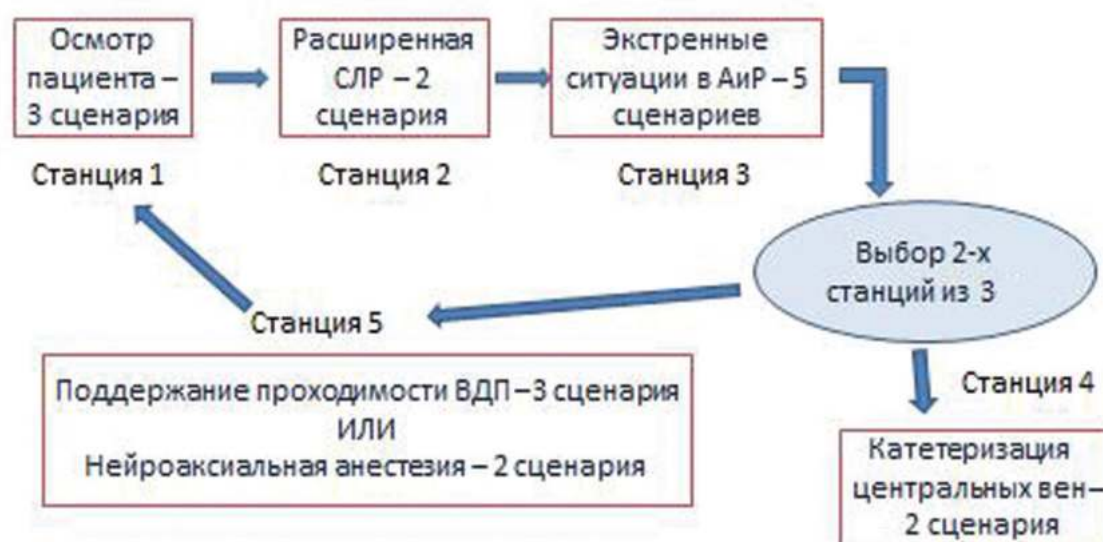 Осмотр
пациента –
3 сценария
Расширенная
СЛР – 2
сценария
Экстренные
ситуации в АиР – 5
сценариев
Станция 1
Станция 2
Станция 3
Выбор 2-х
станций из 3
Станция 5
Поддержание проходимости ВДП – 3 сценария
ИЛИ
Нейроаксиальная анестезия – 2 сценария
Станция 4
Катетеризация
центральных вен –
2 сценария